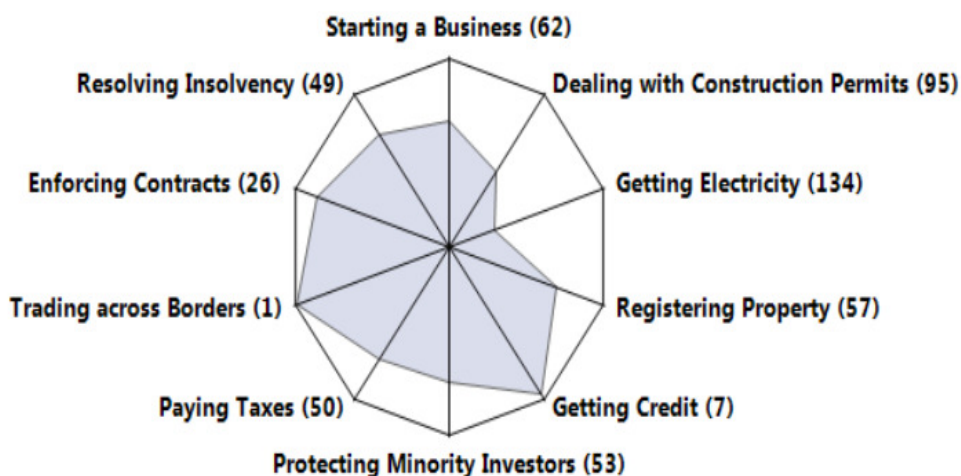 Starting a Business (62)
Resolving Insolvency (49)
Dealing with Construction Permits (95)
Enforcing Contracts (26)
Getting Electricity (134)
Trading across Borders (1)
Registering Property (57)
Paying Taxes (50)
Getting Credit (7)
Protecting Minority Investors (53)